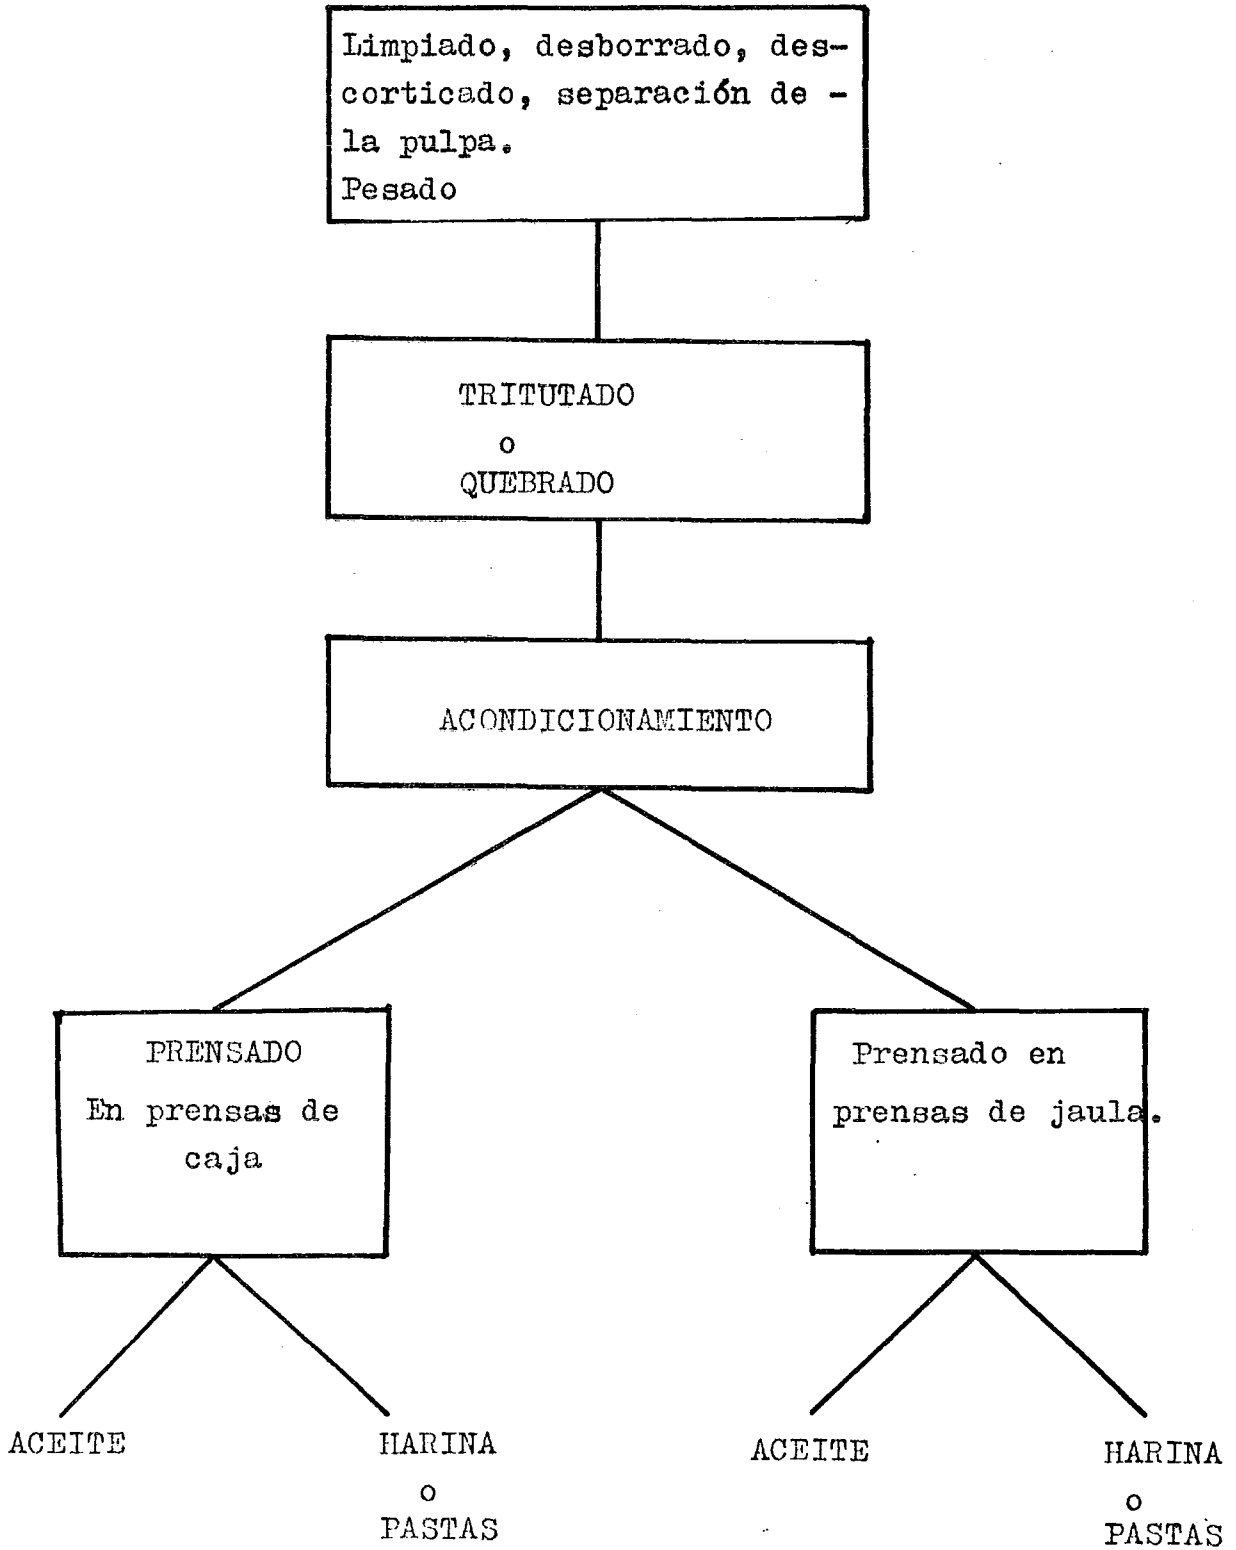 Limpiado, desborrado, des-
corticado, separación de -
la pulpa.
Pesado
TRITUTADO
o
QUEBRADO
ACONDICIONAMIENTO
PRENSADO
En prensas de
caja
Prensado en
prensas de jaula.
ACEITE
HARINA
o
PASTAS
ACEITE
HARINA
o
PASTAS